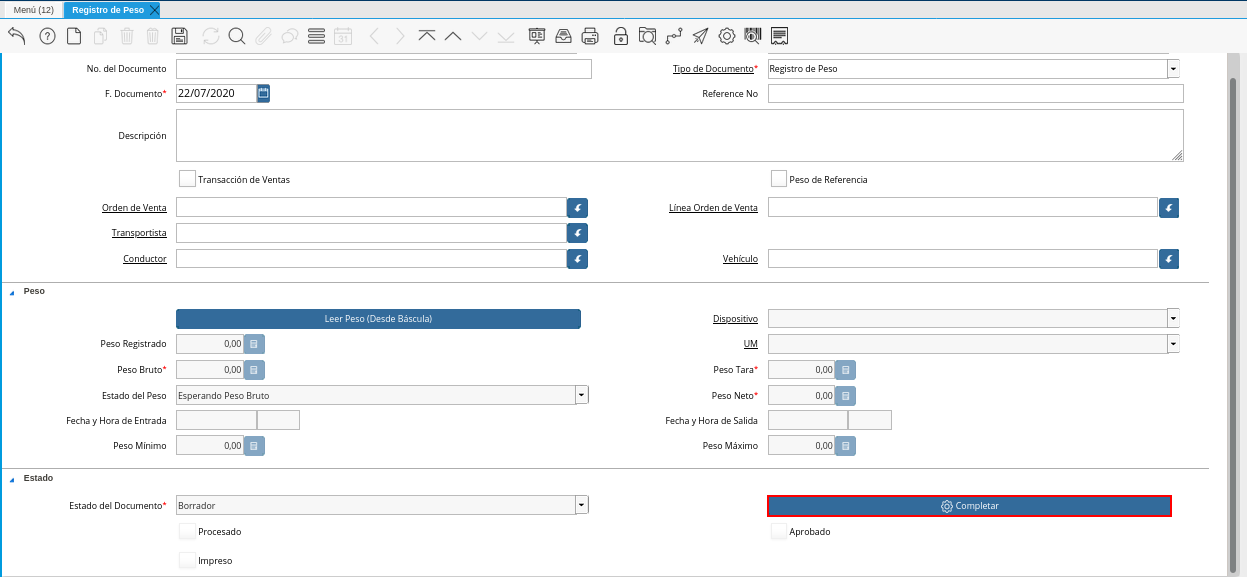 Menú (12) Registro de Peso
31
No. del Documento Tipo de Documento* Registro de Peso
F. Documento* 22/07/2020 Reference No
Descripción
Transacción de Ventas Peso de Referencia
Orden de Venta Línea Orden de Venta
Transportista
Conductor Vehículo
Peso
Leer Peso (Desde Báscula) Dispositivo
Peso Registrado 0,00 UM
Peso Bruto* 0,00 Peso Tara* 0,00
Estado del Peso Esperando Peso Bruto Peso Neto* 0,00
Fecha y Hora de Entrada Fecha y Hora de Salida
Peso Mínimo 0,00 Peso Máximo 0,00
Estado
Estado del Documento* Borrador Completar
Procesado Aprobado
Impreso